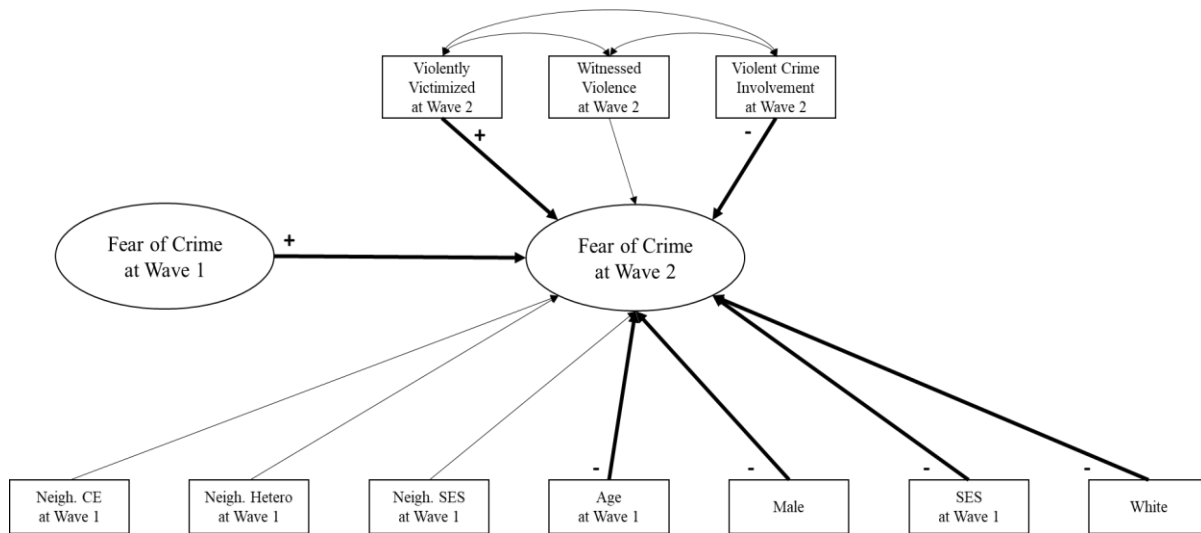 Violently
Victimized
at Wave 2
Witnessed
Violence
at Wave 2
Violent Crime
Involvement
at Wave 2
+
-
Fear of Crime
at Wave 1
+
Fear of Crime
at Wave 2
-
-
-
-
Neigh. CE
at Wave 1
Neigh. Hetero
at Wave 1
Neigh. SES
at Wave 1
Age
at Wave 1
Male
SES
at Wave 1
White